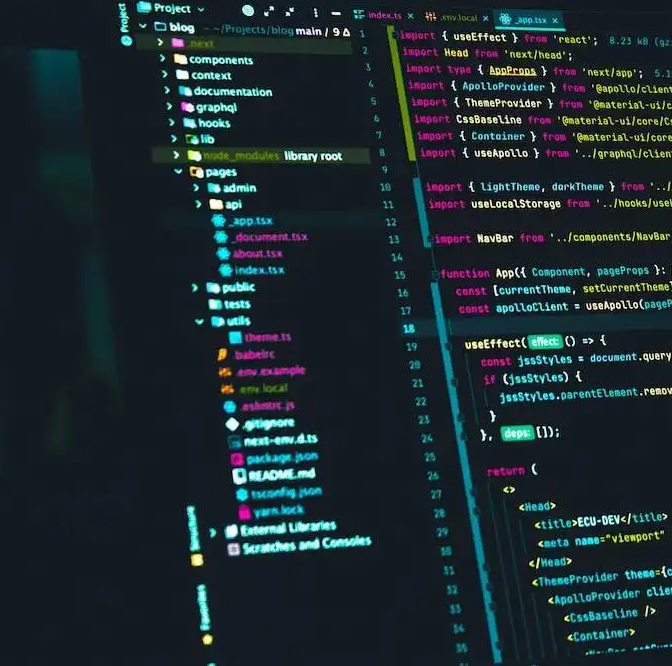 Project
Project
index.ts
.env.local
_app.tsx
blog ~/Projects/blog main / 9 Δ
.next
components
context
documentation
graphql
hooks
lib
node_modules library root
pages
admin
api
_app.tsx
_document.tsx
about.tsx
index.tsx
public
tests
utils
theme.ts
.babelrc
.env.example
.env.local
.eslintrc.js
.gitignore
next-env.d.ts
package.json
README.md
tsconfig.json
yarn.lock
External Libraries
Scratches and Consoles
Structure
Favorites
1 import { useEffect } from 'react'; 8.23 kB (gz
2 import Head from 'next/head';
3 import type { AppProps } from 'next/app'; 5.1
4 import { ApolloProvider } from '@apollo/client
5 import { ThemeProvider } from '@material-ui/co
6 import CssBaseline from '@material-ui/core/Cs
7 import { Container } from '@material-ui/core
8 import { useApollo } from '../graphql/client
9
10 import { lightTheme, darkTheme } from '../
11 import useLocalStorage from '../hooks/useL
12
13 import NavBar from '../components/NavBar
14
15 function App({ Component, pageProps }:
16 const [currentTheme, setCurrentTheme]
17 const apolloClient = useApollo(pageP
18
19 useEffect( effect: () => {
20 const jssStyles = document.query
21 if (jssStyles) {
22 jssStyles.parentElement.remov
23 }
24 }, deps: []);
25
26 return (
27 <>
28 <Head>
29 <title>ECU-DEV</title>
30 <meta name="viewport"
31 </Head>
32 <ThemeProvider theme={c
33 <ApolloProvider clie
34 <CssBaseline />
35 <Container>